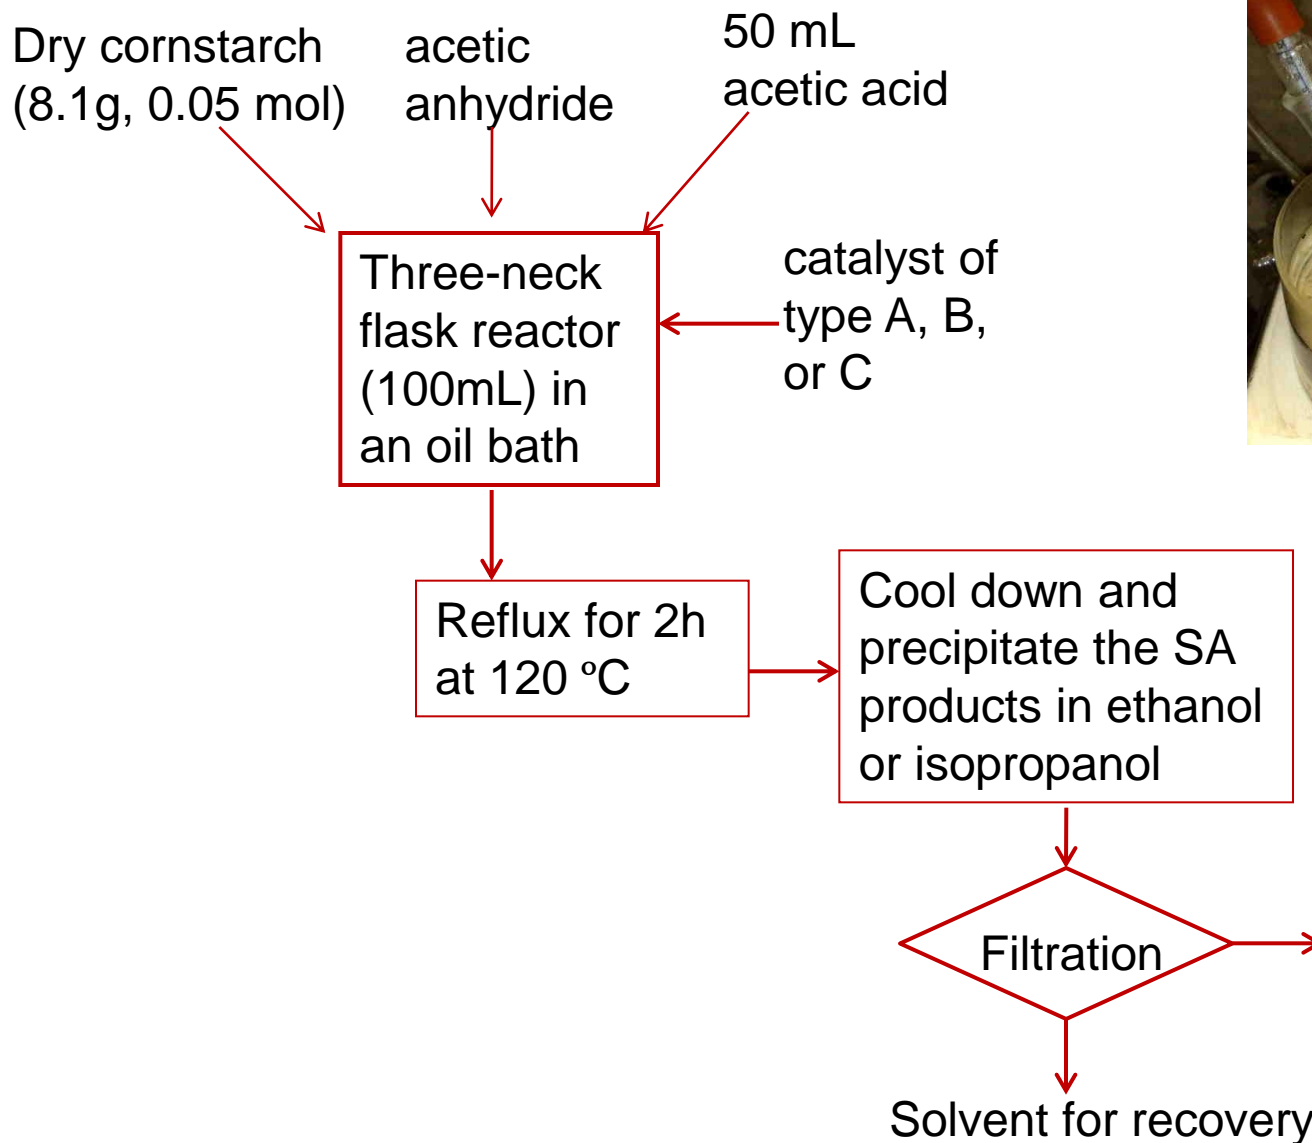 Dry cornstarch
(8.1g, 0.05 mol)
acetic
anhydride
50 mL
acetic acid
Three-neck
flask reactor
(100mL) in
an oil bath
catalyst of
type A, B,
or C
Reflux for 2h
at 120 ºC
Cool down and
precipitate the SA
products in ethanol
or isopropanol
Filtration
Solvent for recovery